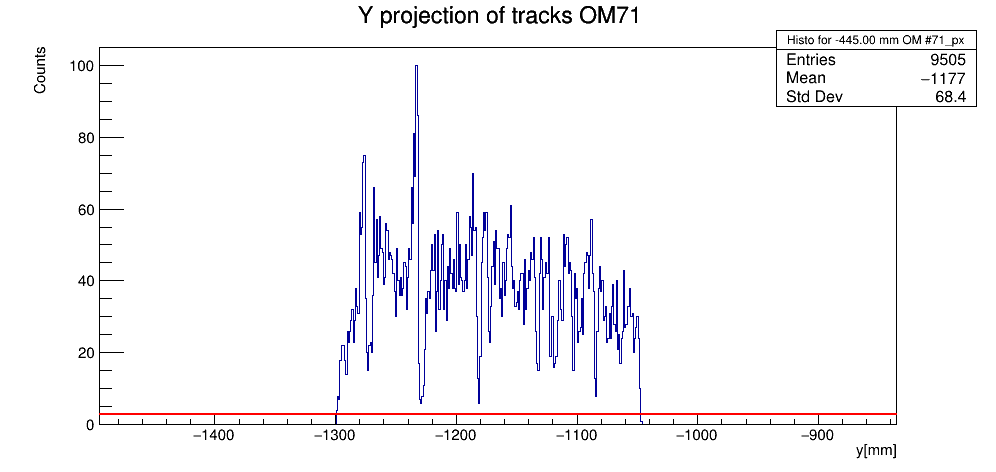 Y projection of tracks OM71
Histo for -445.00 mm OM #71_px
Entries 9505
Mean −1177
Std Dev 68.4
Counts
100
80
60
40
20
0
−1400 −1300 −1200 −1100 −1000 −900
y[mm]